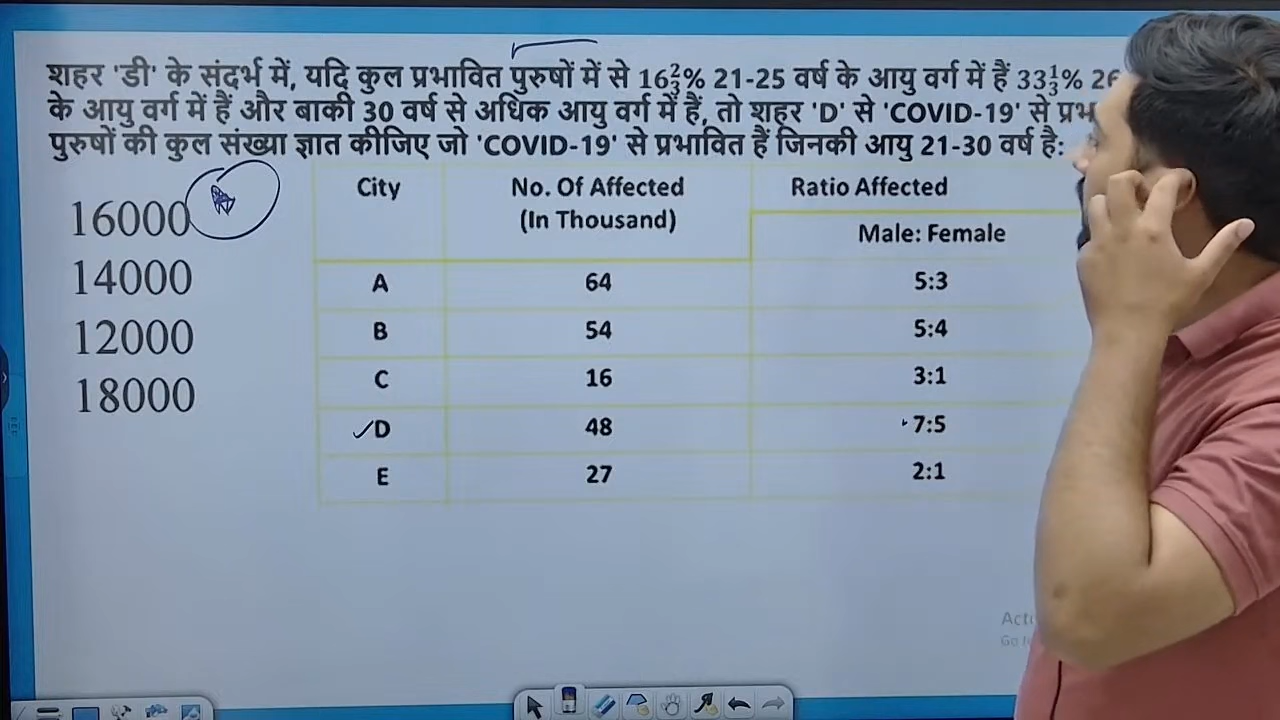 शहर 'डी' के संदर्भ में, यदि कुल प्रभावित पुरुषों में से 16⅔% 21-25 वर्ष के आयु वर्ग में हैं 33⅓% 26
के आयु वर्ग में हैं और बाकी 30 वर्ष से अधिक आयु वर्ग में हैं, तो शहर 'D' से 'COVID-19' से प्रभ
पुरुषों की कुल संख्या ज्ञात कीजिए जो 'COVID-19' से प्रभावित हैं जिनकी आयु 21-30 वर्ष है:
16000
14000
12000
18000
City No. Of Affected (In Thousand) Ratio Affected
Male: Female
A 64 5:3
B 54 5:4
C 16 3:1
D 48 7:5
E 27 2:1